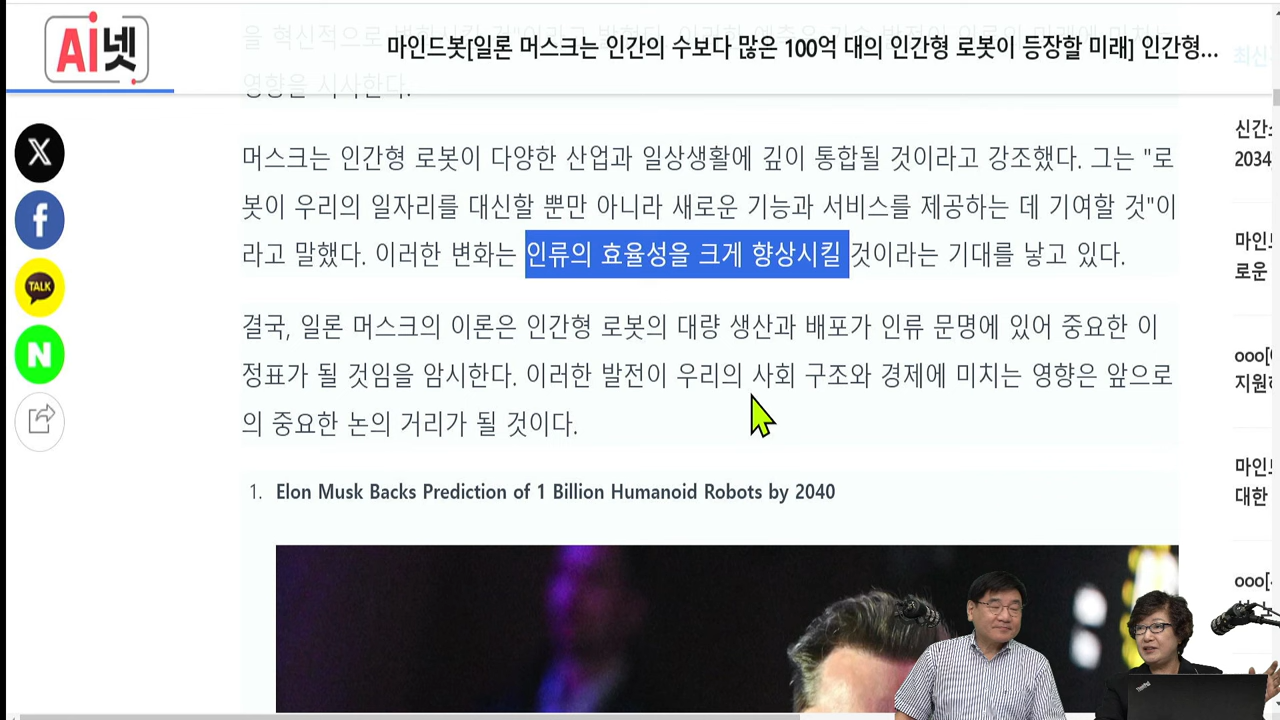 Ai넷
마인드봇[일론 머스크는 인간의 수보다 많은 100억 대의 인간형 로봇이 등장할 미래] 인간형...
영향을 시사한다.
머스크는 인간형 로봇이 다양한 산업과 일상생활에 깊이 통합될 것이라고 강조했다. 그는 "로
봇이 우리의 일자리를 대신할 뿐만 아니라 새로운 기능과 서비스를 제공하는 데 기여할 것"이
라고 말했다. 이러한 변화는 인류의 효율성을 크게 향상시킬 것이라는 기대를 낳고 있다.
결국, 일론 머스크의 이론은 인간형 로봇의 대량 생산과 배포가 인류 문명에 있어 중요한 이
정표가 될 것임을 암시한다. 이러한 발전이 우리의 사회 구조와 경제에 미치는 영향은 앞으로
의 중요한 논의 거리가 될 것이다.
1. Elon Musk Backs Prediction of 1 Billion Humanoid Robots by 2040
X
f
TALK
N
최신
신간
2034
마인
로운
ooo[
지원
마인
대한
ooo[
ThinkPad